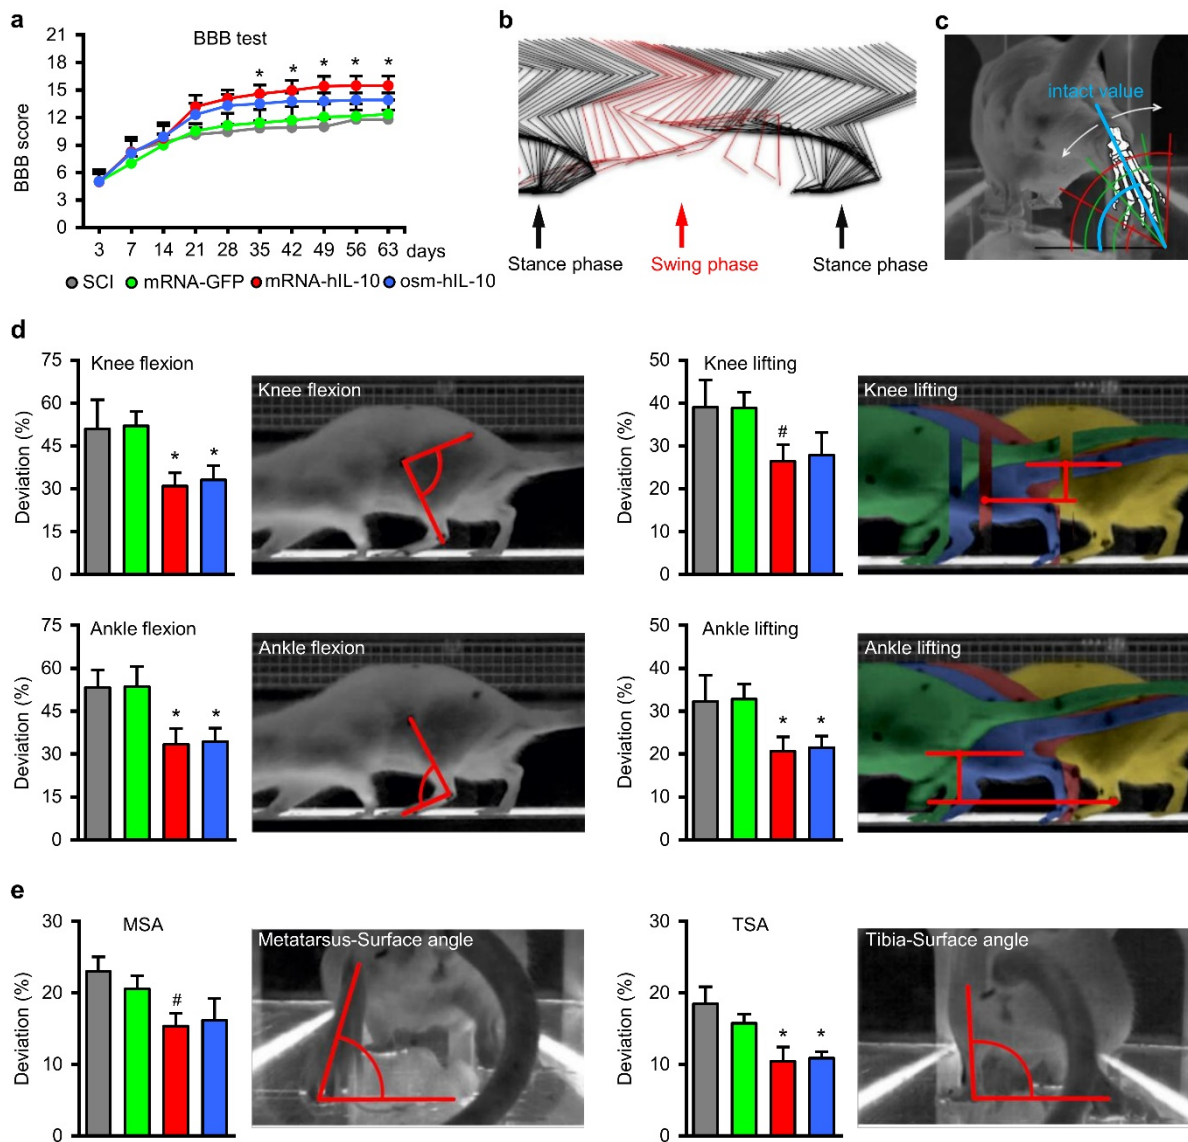 a
BBB test
BBB score
21
18
15
12
9
6
3
0
* * * * *
3 7 14 21 28 35 42 49 56 63 days
SCI mRNA-GFP mRNA-hIL-10 osm-hIL-10
b
Stance phase
Swing phase
Stance phase
c
intact value
d
Knee flexion
Deviation (%)
75
60
45
30
15
0
* *
Knee flexion
Knee lifting
Deviation (%)
50
40
30
20
10
0
#
Knee lifting
Ankle flexion
Deviation (%)
75
60
45
30
15
0
* *
Ankle flexion
Ankle lifting
Deviation (%)
50
40
30
20
10
0
* *
Ankle lifting
e
MSA
Deviation (%)
30
20
10
0
#
Metatarsus-Surface angle
TSA
Deviation (%)
30
20
10
0
* *
Tibia-Surface angle